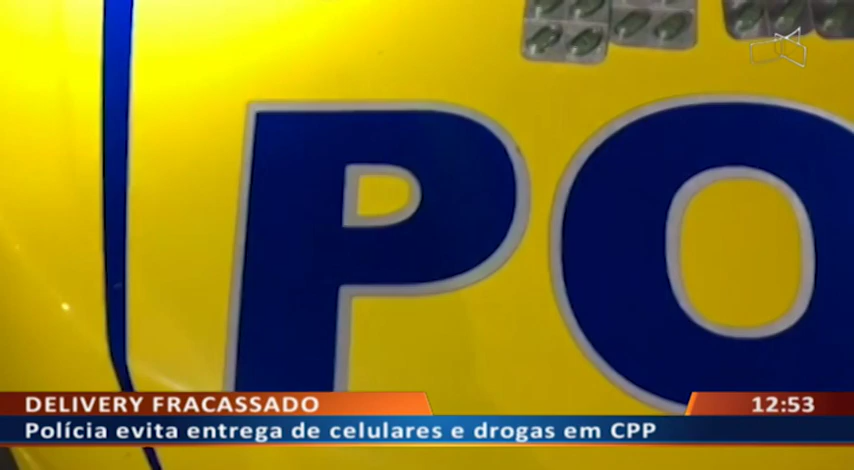 PO
DELIVERY FRACASSADO
12:53
Polícia evita entrega de celulares e drogas em CPP